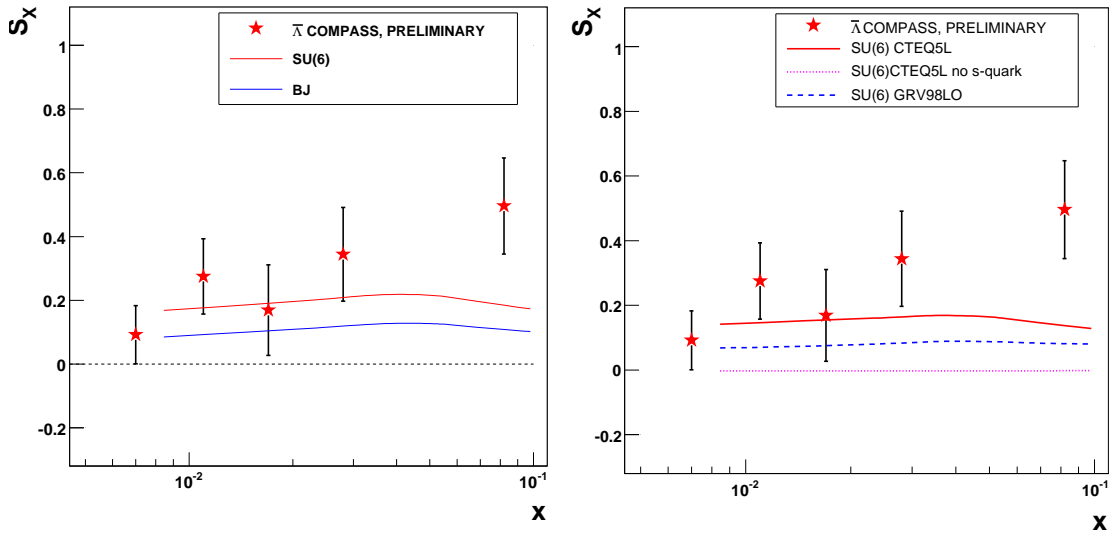 S_X
1
0.8
0.6
0.4
0.2
0
-0.2
10^-2
10^-1
x
Λ̅ COMPASS, PRELIMINARY
SU(6)
BJ
S_X
1
0.8
0.6
0.4
0.2
0
-0.2
10^-2
10^-1
x
Λ̅ COMPASS, PRELIMINARY
SU(6) CTEQ5L
SU(6)CTEQ5L no s-quark
SU(6) GRV98LO